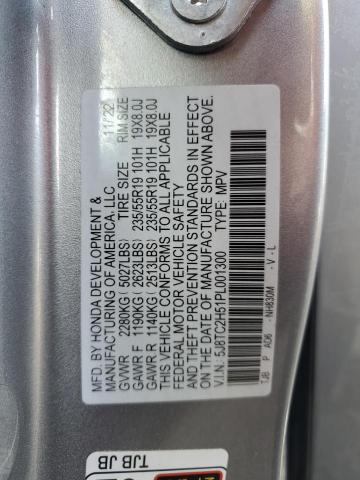 MFD. BY HONDA DEVELOPMENT & 11/22
MANUFACTURING OF AMERICA, LLC
TIRE SIZE RIM SIZE
GVWR 2280KG( 5027LBS)
GAWR F 1190KG( 2623LBS) 235/55R19 101H 19X8.0J
GAWR R 1140KG( 2513LBS) 235/55R19 101H 19X8.0J
THIS VEHICLE CONFORMS TO ALL APPLICABLE
FEDERAL MOTOR VEHICLE SAFETY
AND THEFT PREVENTION STANDARDS IN EFFECT
ON THE DATE OF MANUFACTURE SHOWN ABOVE.
V.I.N.: 5J8TC2H51PL001300 TYPE: MPV
TJB P A06 -NH830M -V-L
TJB JB